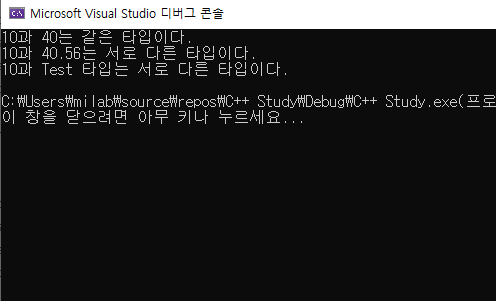 Microsoft Visual Studio 디버그 콘솔
10과 40는 같은 타입이다.
10과 40.56는 서로 다른 타입이다.
10과 Test 타입는 서로 다른 타입이다.
C:₩Users₩milab₩source₩repos₩C++ Study₩Debug₩C++ Study.exe(프로
이 창을 닫으려면 아무 키나 누르세요...